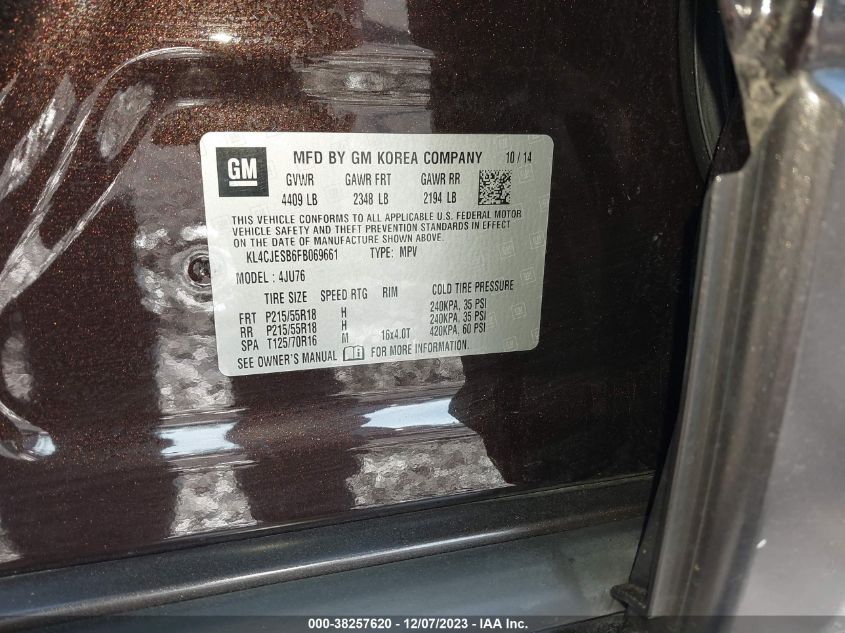 GM
MFD BY GM KOREA COMPANY 10 / 14
GVWR GAWR FRT GAWR RR
4409 LB 2348 LB 2194 LB
THIS VEHICLE CONFORMS TO ALL APPLICABLE U.S. FEDERAL MOTOR
VEHICLE SAFETY AND THEFT PREVENTION STANDARDS IN EFFECT
ON THE DATE OF MANUFACTURE SHOWN ABOVE.
KL4CJESB6FB069661 TYPE: MPV
MODEL : 4JU76
TIRE SIZE SPEED RTG RIM COLD TIRE PRESSURE
FRT P215/55R18 H 240KPA, 35 PSI
RR P215/55R18 H 240KPA, 35 PSI
SPA T125/70R16 M 16x4.0T 420KPA, 60 PSI
SEE OWNER'S MANUAL FOR MORE INFORMATION.
000-38257620 - 12/07/2023 - IAA Inc.